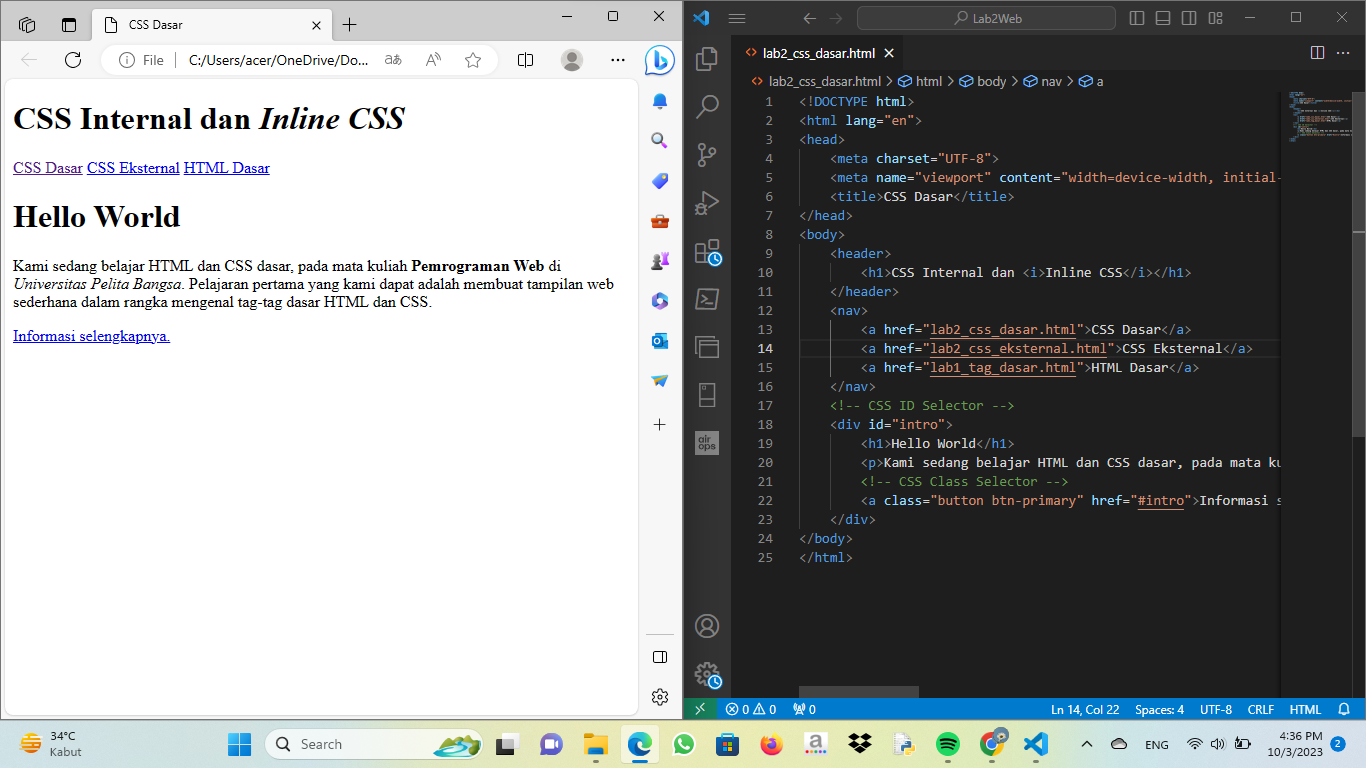 CSS Dasar
File
C:/Users/acer/OneDrive/Do...
CSS Internal dan Inline CSS
CSS Dasar CSS Eksternal HTML Dasar
Hello World
Kami sedang belajar HTML dan CSS dasar, pada mata kuliah Pemrograman Web di
Universitas Pelita Bangsa. Pelajaran pertama yang kami dapat adalah membuat tampilan web
sederhana dalam rangka mengenal tag-tag dasar HTML dan CSS.
Informasi selengkapnya.
Lab2Web
lab2_css_dasar.html
lab2_css_dasar.html > html > body > nav > a
1 <!DOCTYPE html>
2 <html lang="en">
3 <head>
4 <meta charset="UTF-8">
5 <meta name="viewport" content="width=device-width, initial-
6 <title>CSS Dasar</title>
7 </head>
8 <body>
9 <header>
10 <h1>CSS Internal dan <i>Inline CSS</i></h1>
11 </header>
12 <nav>
13 <a href="lab2_css_dasar.html">CSS Dasar</a>
14 <a href="lab2_css_eksternal.html">CSS Eksternal</a>
15 <a href="lab1_tag_dasar.html">HTML Dasar</a>
16 </nav>
17 <!-- CSS ID Selector -->
18 <div id="intro">
19 <h1>Hello World</h1>
20 <p>Kami sedang belajar HTML dan CSS dasar, pada mata ku
21 <!-- CSS Class Selector -->
22 <a class="button btn-primary" href="#intro">Informasi s
23 </div>
24 </body>
25 </html>
air
ops
0 0 0
Ln 14, Col 22 Spaces: 4 UTF-8 CRLF HTML
34°C
Kabut
Search
ENG
4:36 PM
10/3/2023
2